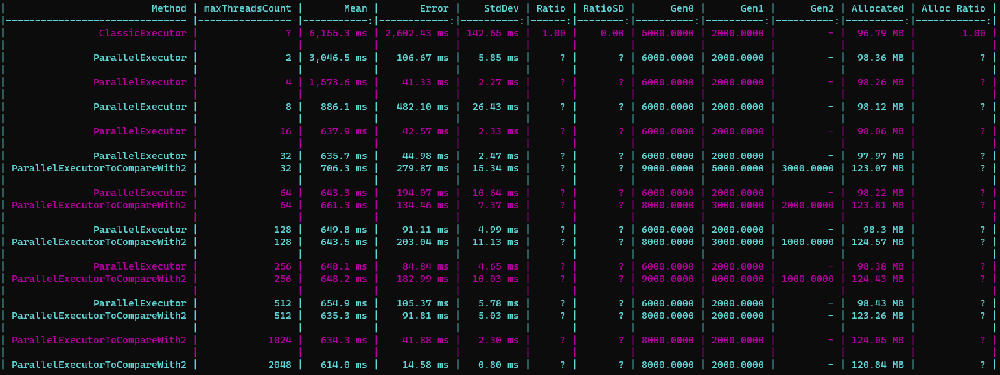 | Method | maxThreadsCount | Mean | Error | StdDev | Ratio | RatioSD | Gen0 | Gen1 | Gen2 | Allocated | Alloc Ratio |
|------------------------------- |---------------- |-----------:|------------:|----------:|------:|--------:|----------:|----------:|----------:|----------:|------------:|
| ClassicExecutor | ? | 6,155.3 ms | 2,602.43 ms | 142.65 ms | 1.00 | 0.00 | 5000.0000 | 2000.0000 | - | 96.79 MB | 1.00 |
| | | | | | | | | | | | |
| ParallelExecutor | 2 | 3,046.5 ms | 106.67 ms | 5.85 ms | ? | ? | 6000.0000 | 2000.0000 | - | 98.36 MB | ? |
| | | | | | | | | | | | |
| ParallelExecutor | 4 | 1,573.6 ms | 41.33 ms | 2.27 ms | ? | ? | 6000.0000 | 2000.0000 | - | 98.26 MB | ? |
| | | | | | | | | | | | |
| ParallelExecutor | 8 | 886.1 ms | 482.10 ms | 26.43 ms | ? | ? | 6000.0000 | 2000.0000 | - | 98.12 MB | ? |
| | | | | | | | | | | | |
| ParallelExecutor | 16 | 637.9 ms | 42.57 ms | 2.33 ms | ? | ? | 6000.0000 | 2000.0000 | - | 98.06 MB | ? |
| | | | | | | | | | | | |
| ParallelExecutor | 32 | 635.7 ms | 44.98 ms | 2.47 ms | ? | ? | 6000.0000 | 2000.0000 | - | 97.97 MB | ? |
| ParallelExecutorToCompareWith2 | 32 | 706.3 ms | 279.87 ms | 15.34 ms | ? | ? | 9000.0000 | 5000.0000 | 3000.0000 | 123.07 MB | ? |
| | | | | | | | | | | | |
| ParallelExecutor | 64 | 643.3 ms | 194.07 ms | 10.64 ms | ? | ? | 6000.0000 | 2000.0000 | - | 98.22 MB | ? |
| ParallelExecutorToCompareWith2 | 64 | 661.3 ms | 134.46 ms | 7.37 ms | ? | ? | 8000.0000 | 3000.0000 | 2000.0000 | 123.81 MB | ? |
| | | | | | | | | | | | |
| ParallelExecutor | 128 | 649.8 ms | 91.11 ms | 4.99 ms | ? | ? | 6000.0000 | 2000.0000 | - | 98.3 MB | ? |
| ParallelExecutorToCompareWith2 | 128 | 643.5 ms | 203.04 ms | 11.13 ms | ? | ? | 8000.0000 | 3000.0000 | 1000.0000 | 124.57 MB | ? |
| | | | | | | | | | | | |
| ParallelExecutor | 256 | 648.1 ms | 84.84 ms | 4.65 ms | ? | ? | 6000.0000 | 2000.0000 | - | 98.38 MB | ? |
| ParallelExecutorToCompareWith2 | 256 | 648.2 ms | 182.99 ms | 10.03 ms | ? | ? | 9000.0000 | 4000.0000 | 1000.0000 | 124.43 MB | ? |
| | | | | | | | | | | | |
| ParallelExecutor | 512 | 654.9 ms | 105.37 ms | 5.78 ms | ? | ? | 6000.0000 | 2000.0000 | - | 98.43 MB | ? |
| ParallelExecutorToCompareWith2 | 512 | 635.3 ms | 91.81 ms | 5.03 ms | ? | ? | 8000.0000 | 2000.0000 | - | 123.26 MB | ? |
| | | | | | | | | | | | |
| ParallelExecutorToCompareWith2 | 1024 | 634.3 ms | 41.88 ms | 2.30 ms | ? | ? | 8000.0000 | 2000.0000 | - | 124.05 MB | ? |
| | | | | | | | | | | | |
| ParallelExecutorToCompareWith2 | 2048 | 614.0 ms | 14.58 ms | 0.80 ms | ? | ? | 8000.0000 | 2000.0000 | - | 120.84 MB | ? |